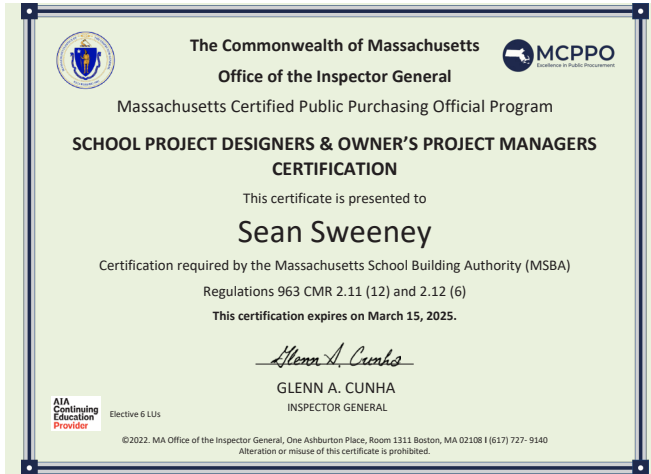 The Commonwealth of Massachusetts
Office of the Inspector General
MCPPO
Excellence in Public Procurement
Massachusetts Certified Public Purchasing Official Program
SCHOOL PROJECT DESIGNERS & OWNER’S PROJECT MANAGERS
CERTIFICATION
This certificate is presented to
Sean Sweeney
Certification required by the Massachusetts School Building Authority (MSBA)
Regulations 963 CMR 2.11 (12) and 2.12 (6)
This certification expires on March 15, 2025.
Glenn A. Cunha
GLENN A. CUNHA
INSPECTOR GENERAL
AIA
Continuing
Education
Provider
Elective 6 LUs
©2022. MA Office of the Inspector General, One Ashburton Place, Room 1311 Boston, MA 02108 l (617) 727- 9140
Alteration or misuse of this certificate is prohibited.